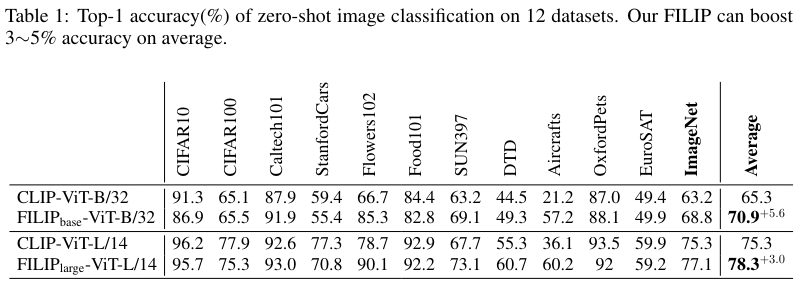 Table 1: Top-1 accuracy(%) of zero-shot image classification on 12 datasets. Our FILIP can boost
3∼5% accuracy on average.
CIFAR10 CIFAR100 Caltech101 StanfordCars Flowers102 Food101 SUN397 DTD Aircrafts OxfordPets EuroSAT ImageNet Average
CLIP-ViT-B/32 91.3 65.1 87.9 59.4 66.7 84.4 63.2 44.5 21.2 87.0 49.4 63.2 65.3
FILIPbase-ViT-B/32 86.9 65.5 91.9 55.4 85.3 82.8 69.1 49.3 57.2 88.1 49.9 68.8 70.9+5.6
CLIP-ViT-L/14 96.2 77.9 92.6 77.3 78.7 92.9 67.7 55.3 36.1 93.5 59.9 75.3 75.3
FILIPlarge-ViT-L/14 95.7 75.3 93.0 70.8 90.1 92.2 73.1 60.7 60.2 92 59.2 77.1 78.3+3.0